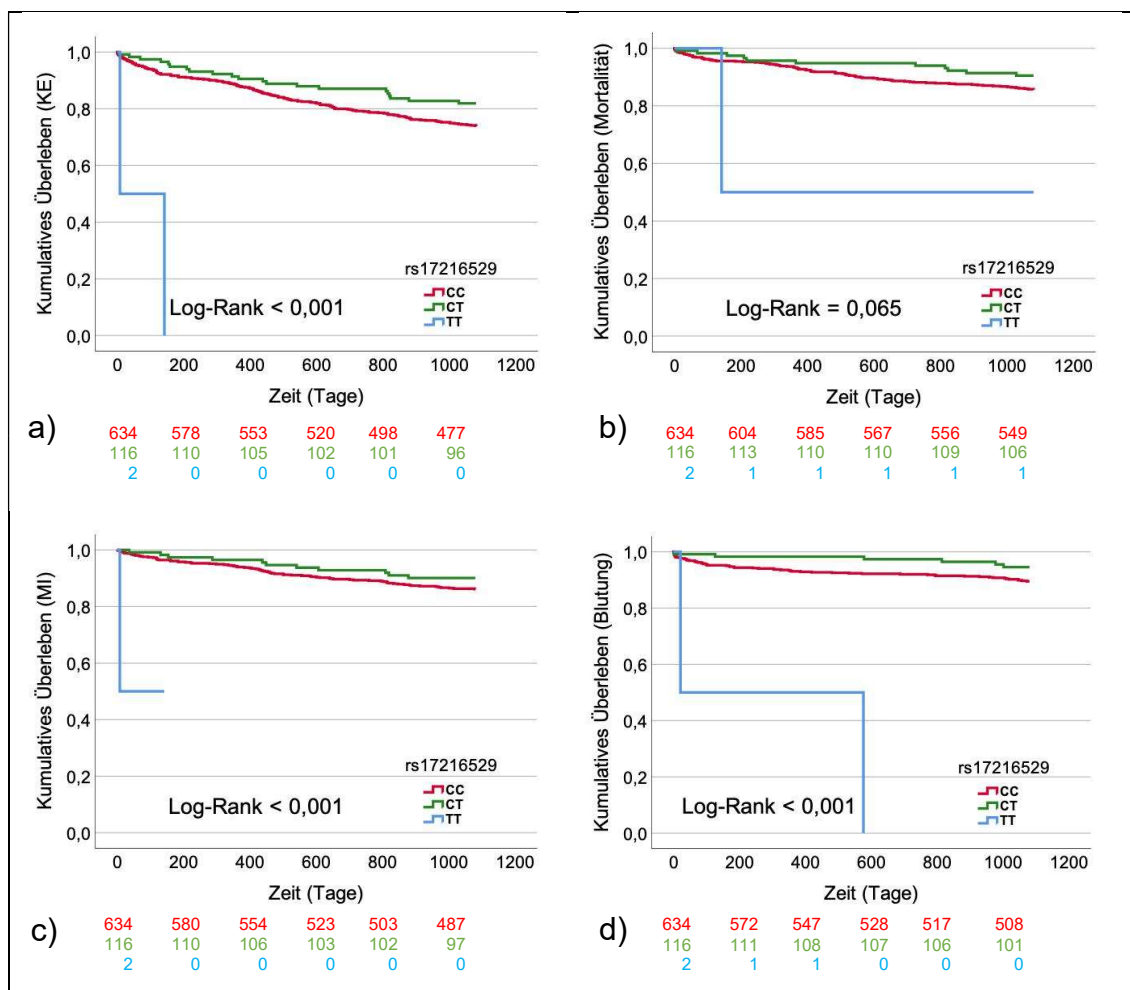 Kumulatives Überleben (KE)
1,0
0,8
0,6
0,4
0,2
0,0
rs17216529
CC
CT
TT
Log-Rank < 0,001
0 200 400 600 800 1000 1200
Zeit (Tage)
a)
634 578 553 520 498 477
116 110 105 102 101 96
2 0 0 0 0 0
Kumulatives Überleben (Mortalität)
1,0
0,8
0,6
0,4
0,2
0,0
rs17216529
CC
CT
TT
Log-Rank = 0,065
0 200 400 600 800 1000 1200
Zeit (Tage)
b)
634 604 585 567 556 549
116 113 110 110 109 106
2 1 1 1 1 1
Kumulatives Überleben (MI)
1,0
0,8
0,6
0,4
0,2
0,0
rs17216529
CC
CT
TT
Log-Rank < 0,001
0 200 400 600 800 1000 1200
Zeit (Tage)
c)
634 580 554 523 503 487
116 110 106 103 102 97
2 0 0 0 0 0
Kumulatives Überleben (Blutung)
1,0
0,8
0,6
0,4
0,2
0,0
rs17216529
CC
CT
TT
Log-Rank < 0,001
0 200 400 600 800 1000 1200
Zeit (Tage)
d)
634 572 547 528 517 508
116 111 108 107 106 101
2 1 1 0 0 0